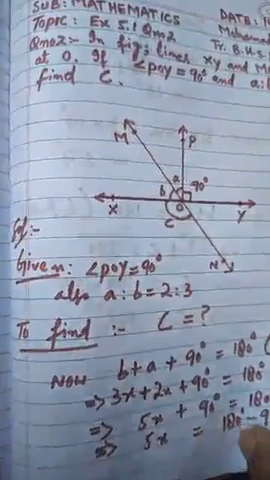 SUB: MATHEMATICS DATE:
Topic: Ex 5.1 Qno2
Qno2:- In fig; lines xy and M
at O. If ∠poy = 90° and a:b
find C.
M
P
a
b
90°
C
X
Y
N
Sol:-
Given: ∠poy = 90°
also a:b = 2:3
To find :- C = ?
Now b + a + 90° = 180°
=> 3x + 2x + 90° = 180°
=> 5x + 90° = 180
=> 5x = 180 - 9